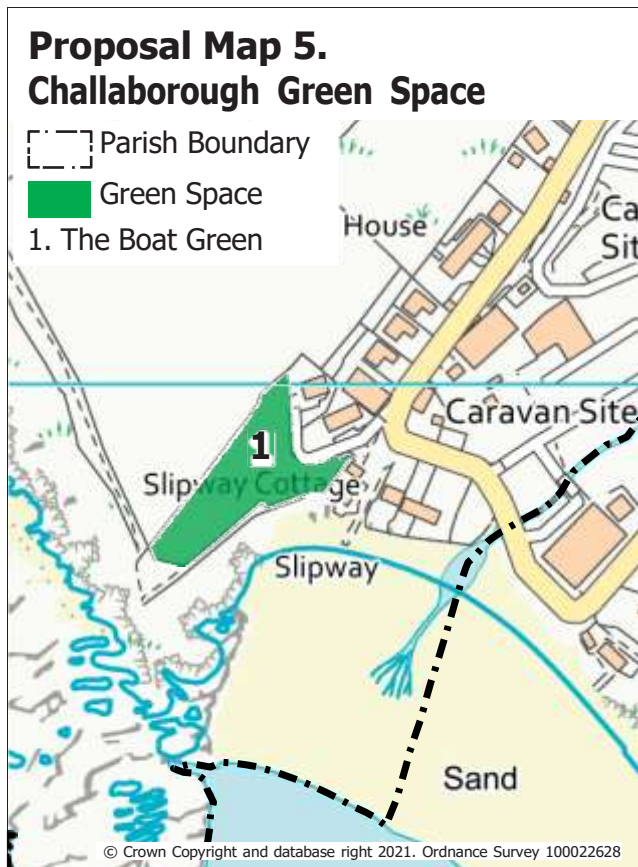 Proposal Map 5.
Challaborough Green Space
Parish Boundary
Green Space
1. The Boat Green
House
Ca
Sit
Caravan Site
1
Slipway Cottage
Slipway
Sand
© Crown Copyright and database right 2021. Ordnance Survey 100022628